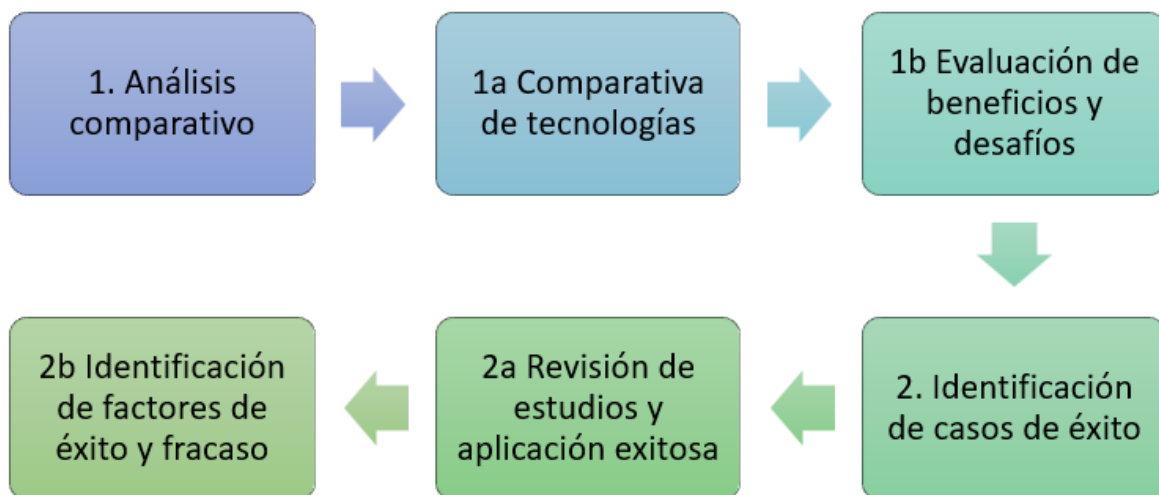 1. Análisis
comparativo
1a Comparativa
de tecnologías
1b Evaluación de
beneficios y
desafíos
2. Identificación
de casos de éxito
2a Revisión de
estudios y
aplicación exitosa
2b Identificación
de factores de
éxito y fracaso